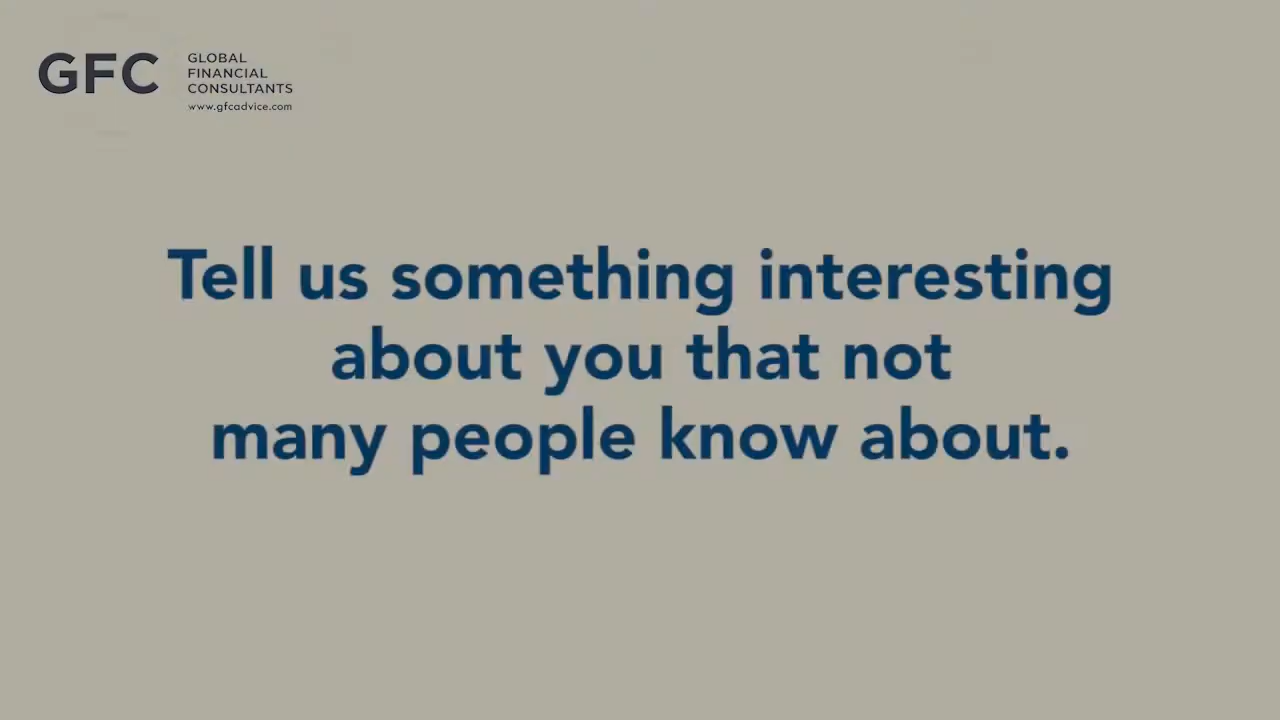 GFC
GLOBAL
FINANCIAL
CONSULTANTS
www.gfcadvice.com
Tell us something interesting
about you that not
many people know about.